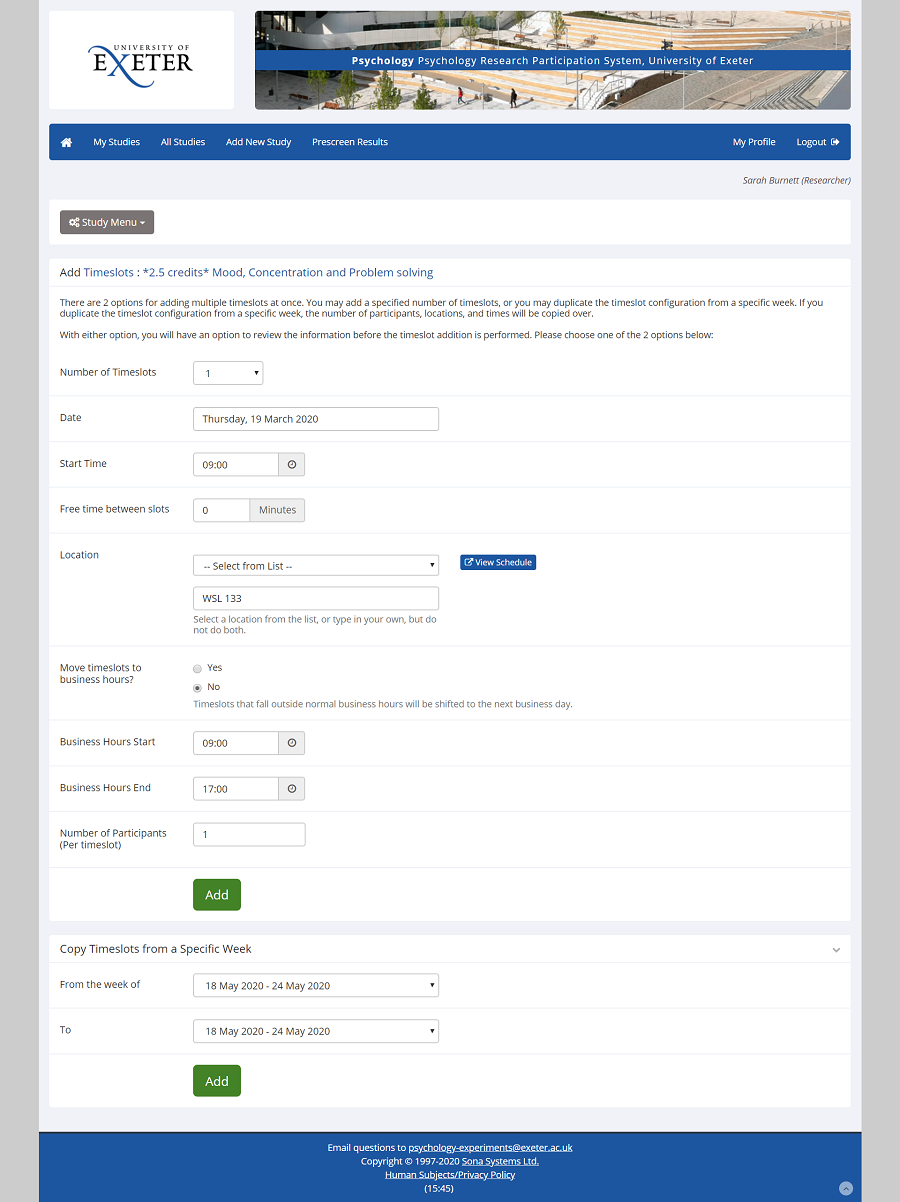 UNIVERSITY OF
EXETER
Psychology Psychology Research Participation System, University of Exeter
My Studies All Studies Add New Study Prescreen Results My Profile Logout
Sarah Burnett (Researcher)
Study Menu
Add Timeslots : *2.5 credits* Mood, Concentration and Problem solving
There are 2 options for adding multiple timeslots at once. You may add a specified number of timeslots, or you may duplicate the timeslot configuration from a specific week. If you
duplicate the timeslot configuration from a specific week, the number of participants, locations, and times will be copied over.
With either option, you will have an option to review the information before the timeslot addition is performed. Please choose one of the 2 options below:
Number of Timeslots 1
Date Thursday, 19 March 2020
Start Time 09:00
Free time between slots 0 Minutes
Location -- Select from List -- View Schedule
WSL 133
Select a location from the list, or type in your own, but do
not do both.
Move timeslots to
business hours?
Yes
No
Timeslots that fall outside normal business hours will be shifted to the next business day.
Business Hours Start 09:00
Business Hours End 17:00
Number of Participants
(Per timeslot)
1
Add
Copy Timeslots from a Specific Week
From the week of 18 May 2020 - 24 May 2020
To 18 May 2020 - 24 May 2020
Add
Email questions to psychology-experiments@exeter.ac.uk
Copyright © 1997-2020 Sona Systems Ltd.
Human Subjects/Privacy Policy
(15:45)